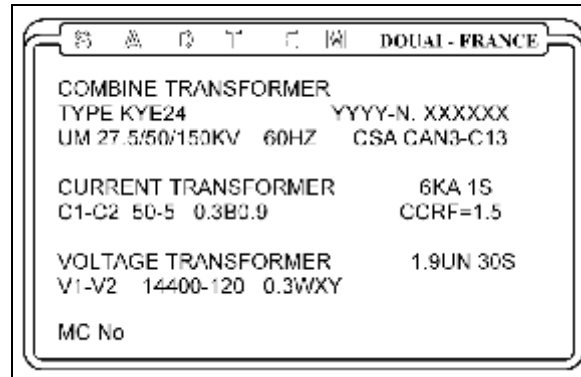 DOUAI - FRANCE
COMBINE TRANSFORMER
TYPE KYE24 YYYY-N. XXXXXX
UM 27.5/50/150KV 60HZ CSA CAN3-C13
CURRENT TRANSFORMER 6KA 1S
C1-C2 50-5 0.3B0.9 CCRF=1.5
VOLTAGE TRANSFORMER 1.9UN 30S
V1-V2 14400-120 0.3WXY
MC No